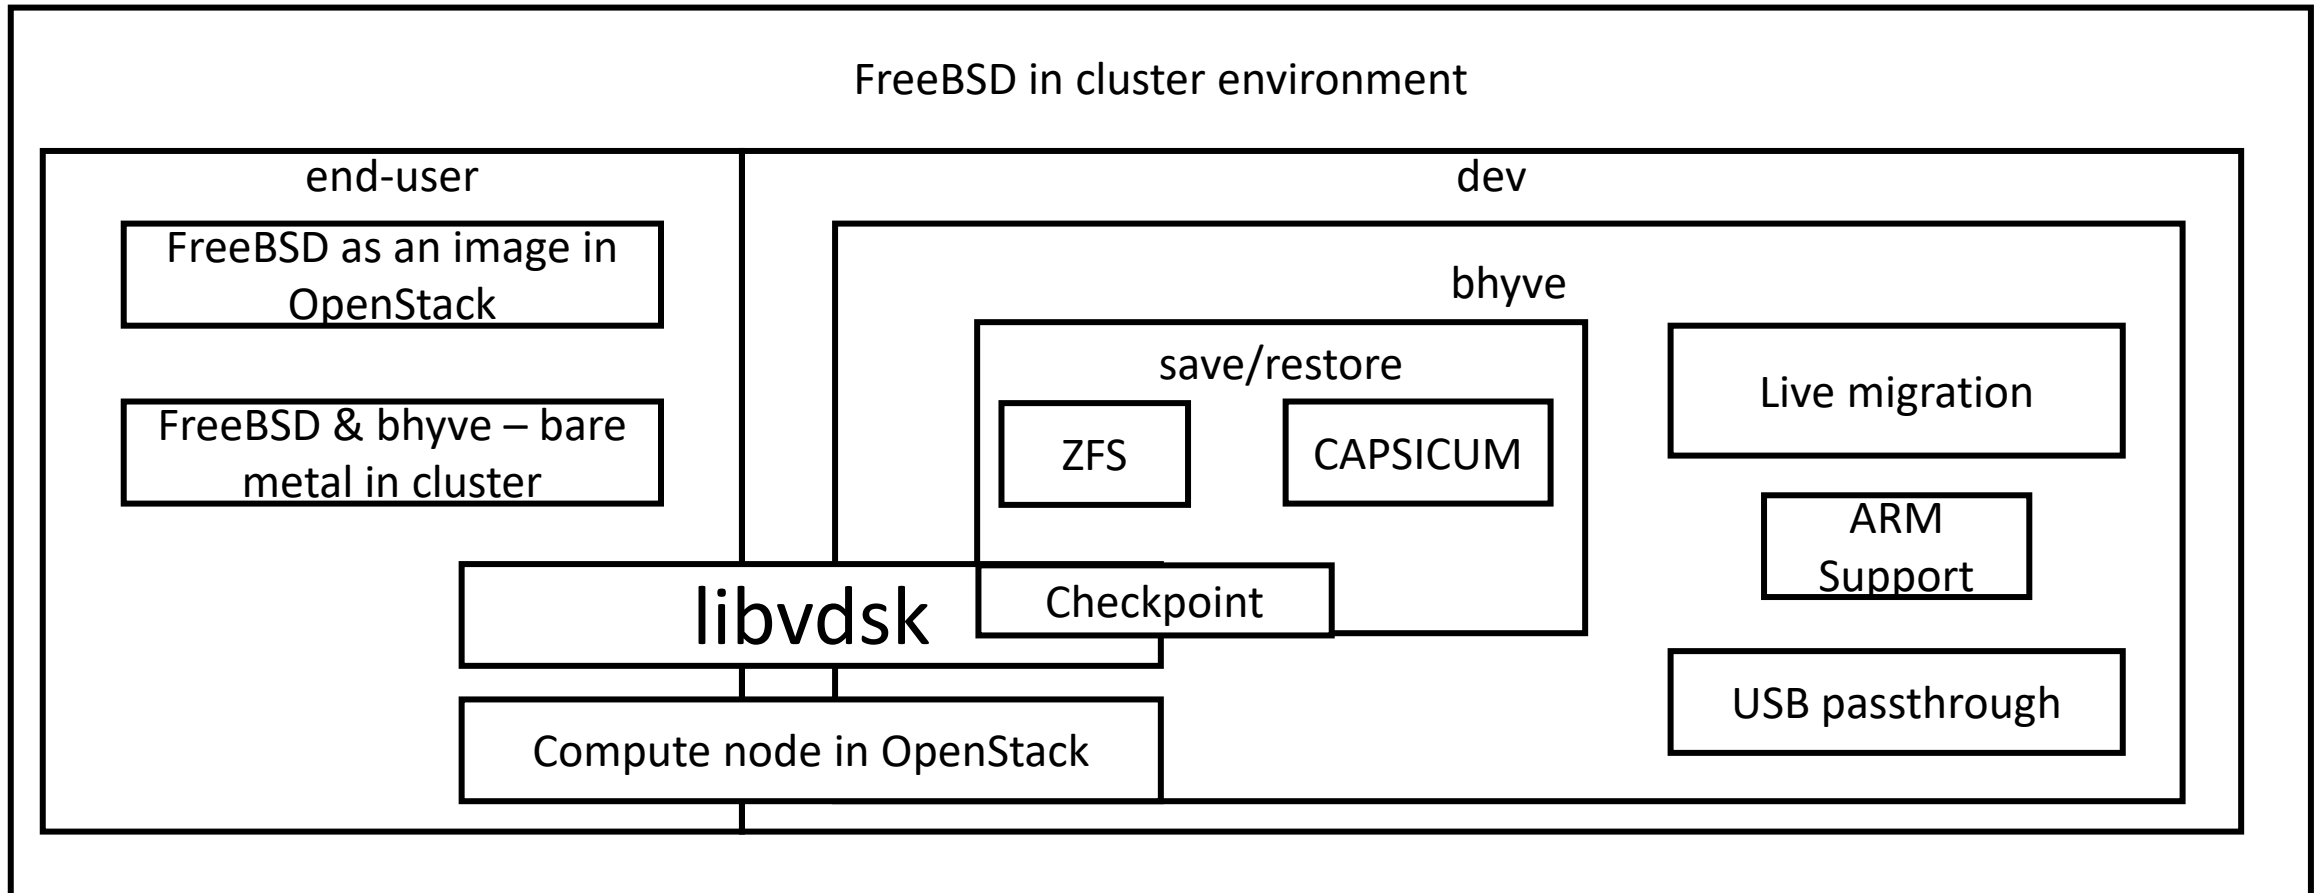 FreeBSD in cluster environment
end-user
FreeBSD as an image in
OpenStack
FreeBSD & bhyve – bare
metal in cluster
dev
bhyve
save/restore
ZFS
CAPSICUM
Checkpoint
Live migration
ARM
Support
USB passthrough
libvdsk
Compute node in OpenStack